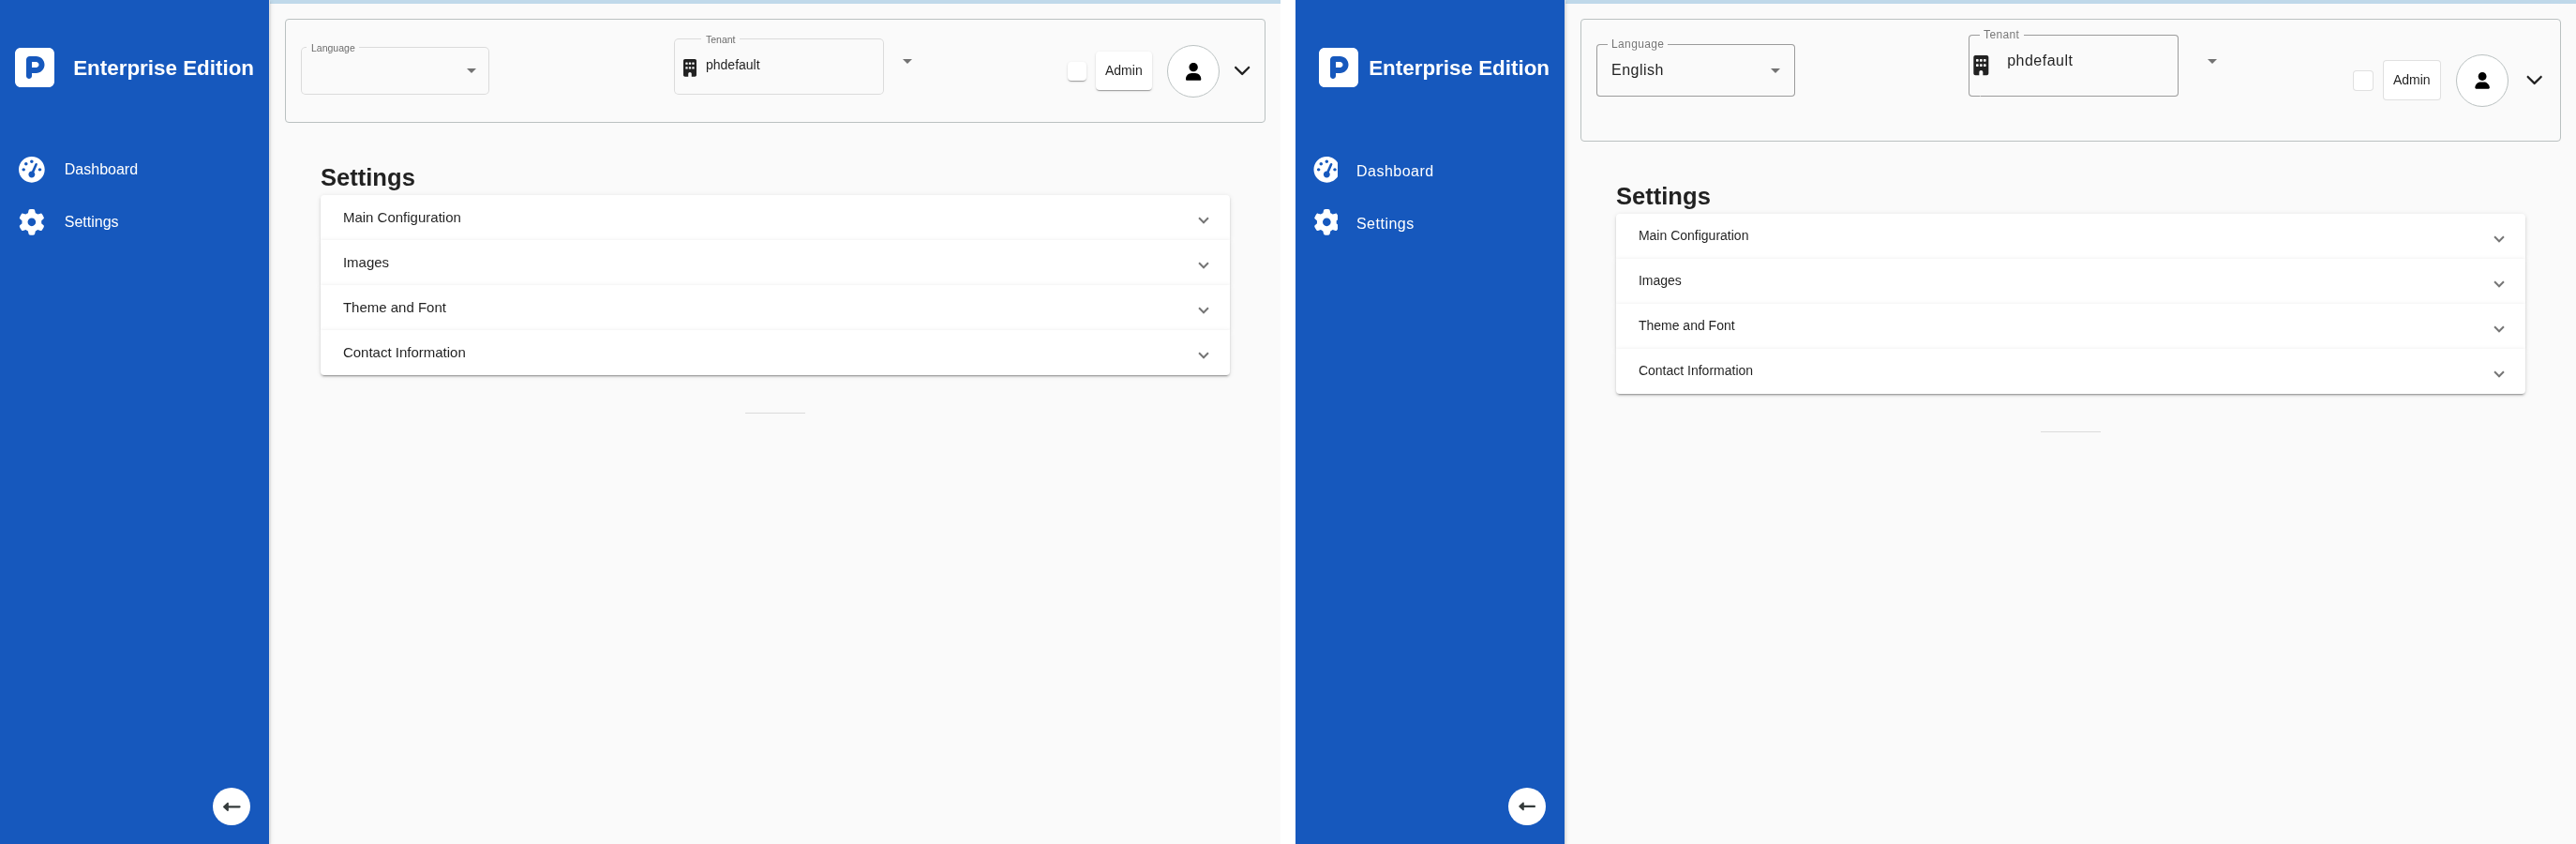 Enterprise Edition
Dashboard
Settings
Language
Tenant
phdefault
Admin
Settings
Main Configuration
Images
Theme and Font
Contact Information
Enterprise Edition
Dashboard
Settings
Language
English
Tenant
phdefault
Admin
Settings
Main Configuration
Images
Theme and Font
Contact Information